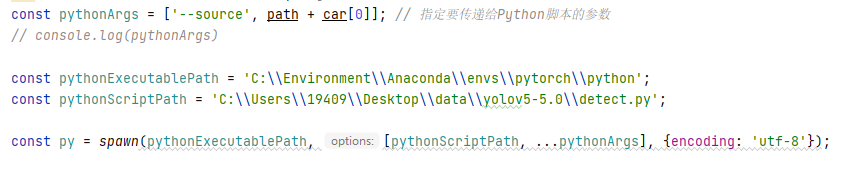 const pythonArgs = ['--source', path + car[0]]; // 指定要传递给Python脚本的参数
// console.log(pythonArgs)
const pythonExecutablePath = 'C:\\Environment\\Anaconda\\envs\\pytorch\\python';
const pythonScriptPath = 'C:\\Users\\19409\\Desktop\\data\\yolov5-5.0\\detect.py';
const py = spawn(pythonExecutablePath, options: [pythonScriptPath, ...pythonArgs], {encoding: 'utf-8'});